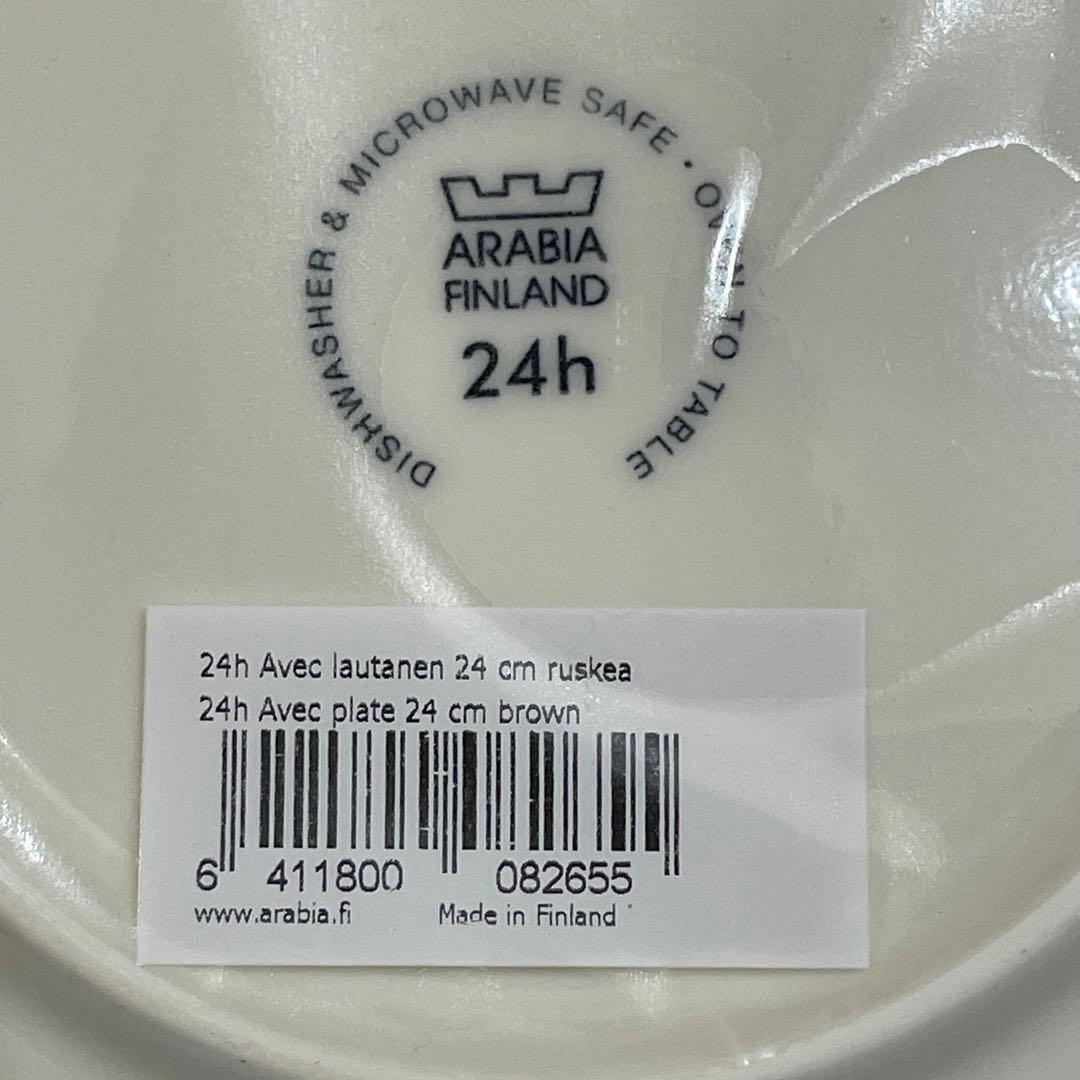 DISHWASHER & MICROWAVE SAFE · OVEN TO TABLE
ARABIA
FINLAND
24h
24h Avec lautanen 24 cm ruskea
24h Avec plate 24 cm brown
6 411800 082655
www.arabia.fi Made in Finland